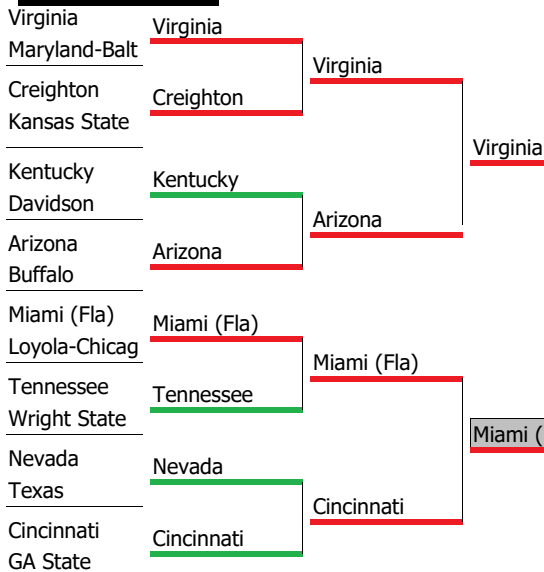 Virginia
Maryland-Balt
Creighton
Kansas State
Kentucky
Davidson
Arizona
Buffalo
Miami (Fla)
Loyola-Chicag
Tennessee
Wright State
Nevada
Texas
Cincinnati
GA State
Virginia
Creighton
Kentucky
Arizona
Miami (Fla)
Tennessee
Nevada
Cincinnati
Virginia
Arizona
Miami (Fla)
Cincinnati
Virginia
Miami (